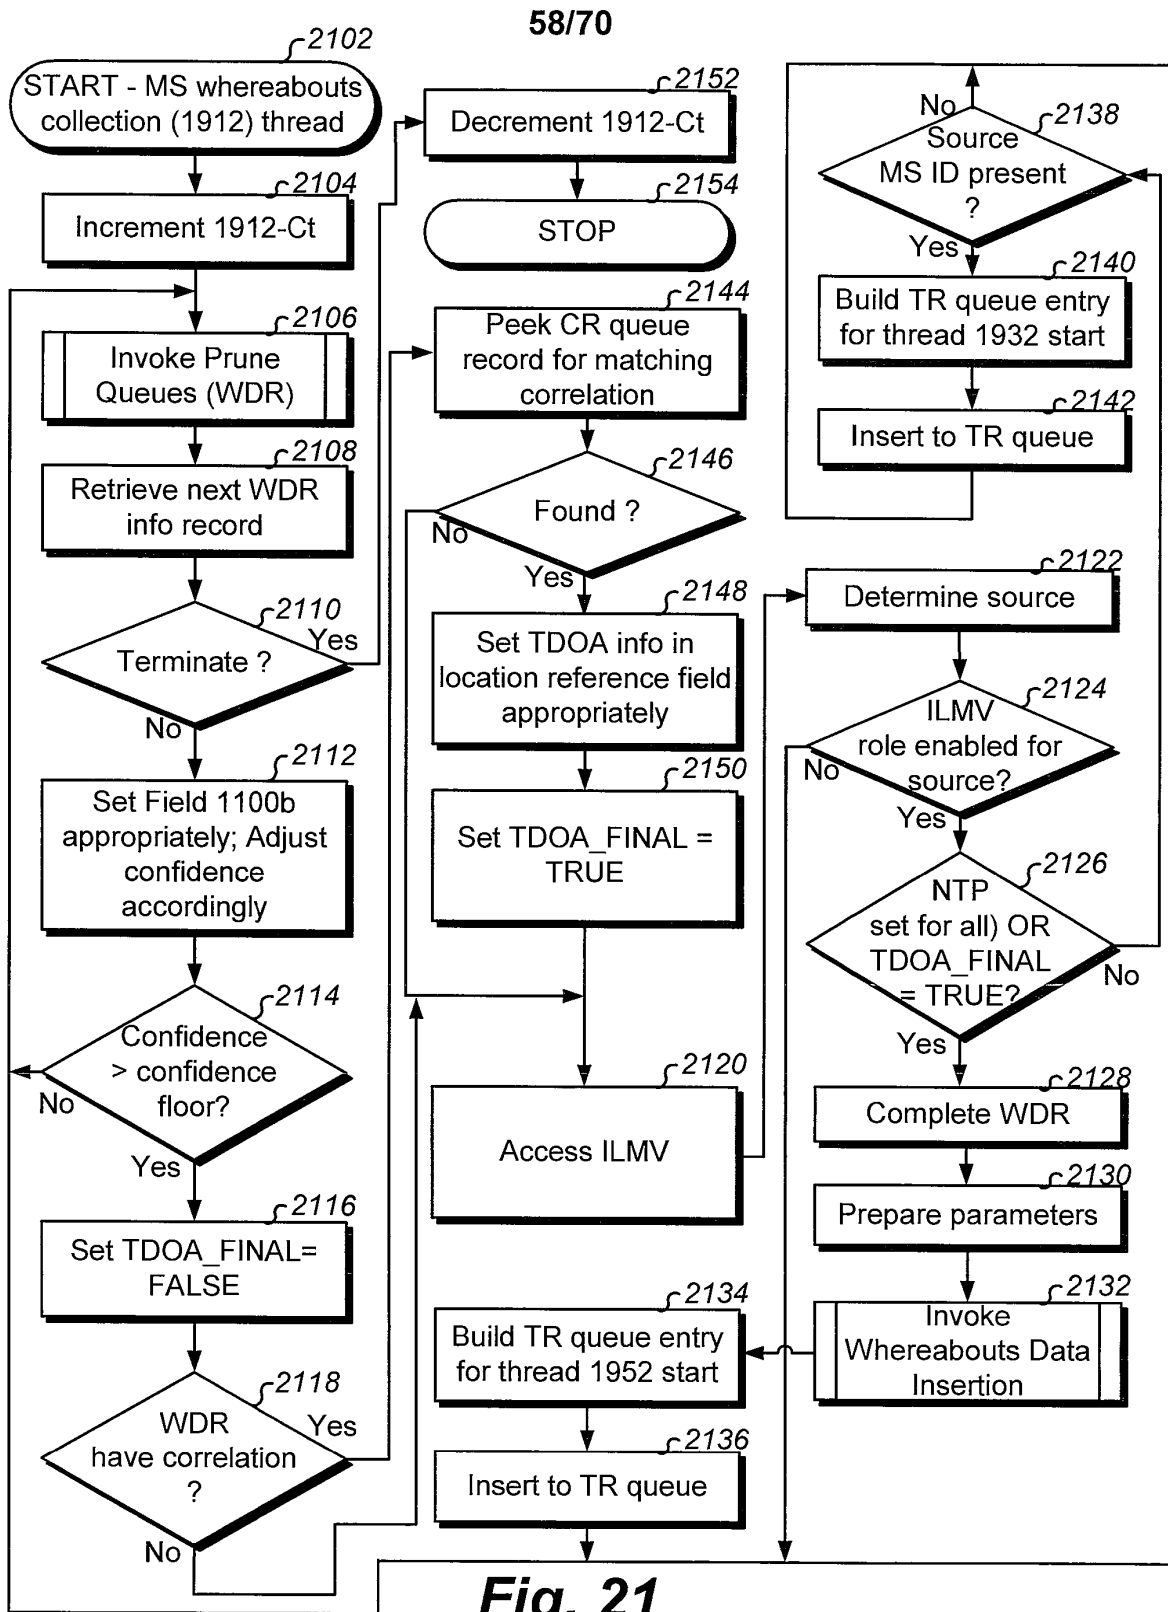 58/70
2102
START - MS whereabouts
collection (1912) thread
2104
Increment 1912-Ct
2106
Invoke Prune
Queues (WDR)
2108
Retrieve next WDR
info record
2110
Terminate ?
Yes
No
2112
Set Field 1100b
appropriately; Adjust
confidence
accordingly
2114
Confidence
> confidence
floor?
No
Yes
2116
Set TDOA_FINAL=
FALSE
2118
WDR
have correlation
?
Yes
No
2152
Decrement 1912-Ct
2154
STOP
2144
Peek CR queue
record for matching
correlation
2146
Found ?
No
Yes
2148
Set TDOA info in
location reference field
appropriately
2150
Set TDOA_FINAL =
TRUE
2120
Access ILMV
2134
Build TR queue entry
for thread 1952 start
2136
Insert to TR queue
No
2138
Source
MS ID present
?
Yes
2140
Build TR queue entry
for thread 1932 start
2142
Insert to TR queue
2122
Determine source
2124
ILMV
role enabled for
source?
No
Yes
2126
NTP
set for all) OR
TDOA_FINAL
= TRUE?
No
Yes
2128
Complete WDR
2130
Prepare parameters
2132
Invoke
Whereabouts Data
Insertion
Fig. 21